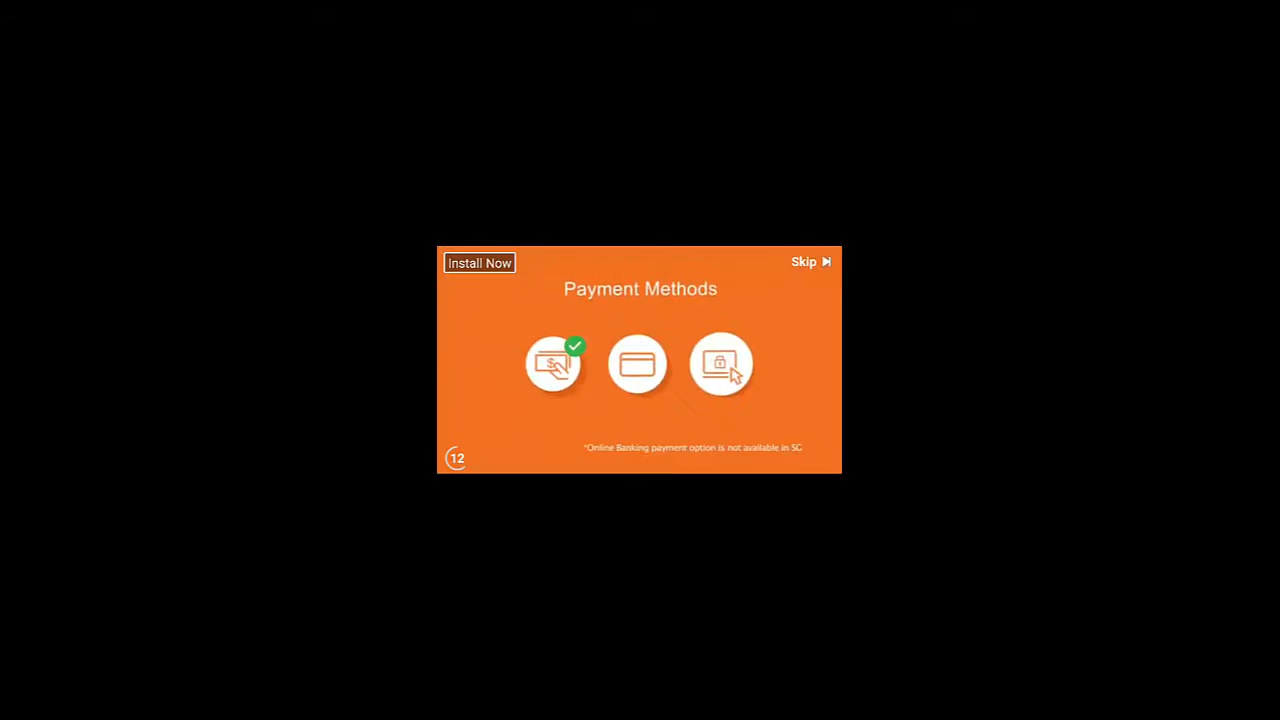 Install Now
Skip
Payment Methods
$
*Online Banking payment option is not available in SG
12